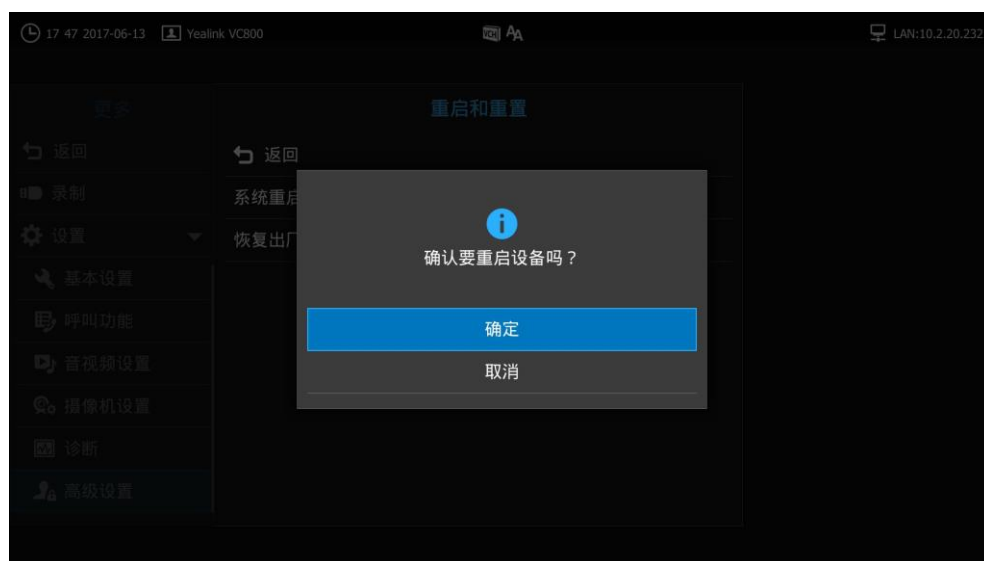 17 47 2017-06-13 Yealink VC800 AA LAN:10.2.20.232
更多
重启和重置
返回
返回
录制
系统重启
设置
恢复出厂
基本设置
呼叫功能
音视频设置
摄像机设置
诊断
高级设置
确认要重启设备吗？
确定
取消